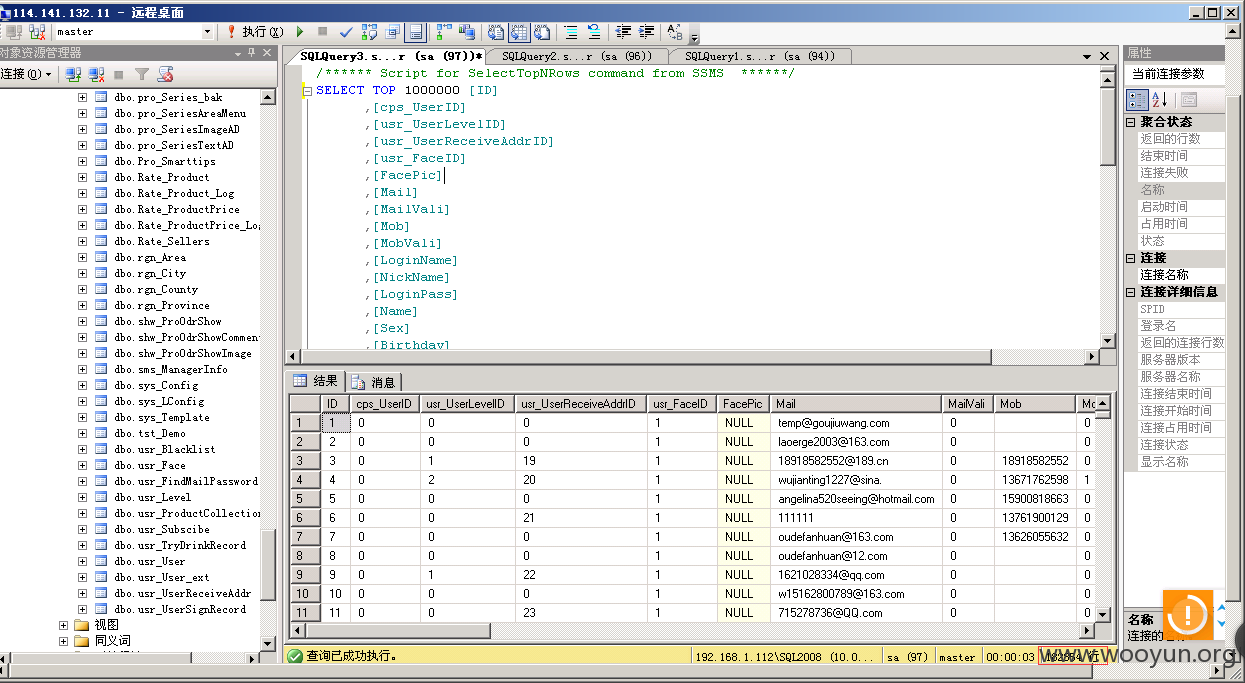 114.141.132.11 - 远程桌面
master
执行(X)
对象资源管理器
连接(O)
dbo.pro_Series_bak
dbo.pro_SeriesAreaMenu
dbo.pro_SeriesImageAD
dbo.pro_SeriesTextAD
dbo.Pro_Smarttips
dbo.Rate_Product
dbo.Rate_Product_Log
dbo.Rate_ProductPrice
dbo.Rate_ProductPrice_Lo
dbo.Rate_Sellers
dbo.rgn_Area
dbo.rgn_City
dbo.rgn_County
dbo.rgn_Province
dbo.shw_ProOdrShow
dbo.shw_ProOdrShowCommen
dbo.shw_ProOdrShowImage
dbo.sms_ManagerInfo
dbo.sys_Config
dbo.sys_LConfig
dbo.sys_Template
dbo.tst_Demo
dbo.usr_Blacklist
dbo.usr_Face
dbo.usr_FindMailPassword
dbo.usr_Level
dbo.usr_ProductCollection
dbo.usr_Subscibe
dbo.usr_TryDrinkRecord
dbo.usr_User
dbo.usr_User_ext
dbo.usr_UserReceiveAddr
dbo.usr_UserSignRecord
视图
同义词
SQLQuery3.s...r (sa (97))* SQLQuery2.s...r (sa (96)) SQLQuery1.s...r (sa (94))
/****** Script for SelectTopNRows command from SSMS ******/
SELECT TOP 1000000 [ID]
,[cps_UserID]
,[usr_UserLevelID]
,[usr_UserReceiveAddrID]
,[usr_FaceID]
,[FacePic]
,[Mail]
,[MailVali]
,[Mob]
,[MobVali]
,[LoginName]
,[NickName]
,[LoginPass]
,[Name]
,[Sex]
,[Birthday]
结果 消息
ID cps_UserID usr_UserLevelID usr_UserReceiveAddrID usr_FaceID FacePic Mail MailVali Mob Mo
1 1 0 0 0 1 NULL temp@goujiuwang.com 0 0
2 2 0 0 0 1 NULL laoerge2003@163.com 0 0
3 3 0 1 19 1 NULL 18918582552@189.cn 0 18918582552 0
4 4 0 2 20 1 NULL wujianting1227@sina. 0 13671762598 1
5 5 0 0 0 1 NULL angelina520seeing@hotmail.com 0 15900818663 0
6 6 0 0 21 1 NULL 111111 0 13761900129 0
7 7 0 0 0 1 NULL oudefanhuan@163.com 0 13626055632 0
8 8 0 0 0 1 NULL oudefanhuan@12.com 0 0
9 9 0 1 22 1 NULL 1621028334@qq.com 0 0
10 10 0 0 0 1 NULL w15162800789@163.com 0 0
11 11 0 0 23 1 NULL 715278736@QQ.com 0 0
查询已成功执行。 192.168.1.112\SQL2008 (10.0... sa (97) master 00:00:03
属性
当前连接参数
聚合状态
返回的行数
结束时间
连接失败
名称
启动时间
占用时间
状态
连接
连接名称
连接详细信息
SPID
登录名
返回的连接行数
服务器版本
服务器名称
连接结束时间
连接开始时间
连接占用时间
连接状态
显示名称
名称
连接的
www.wooyun.org